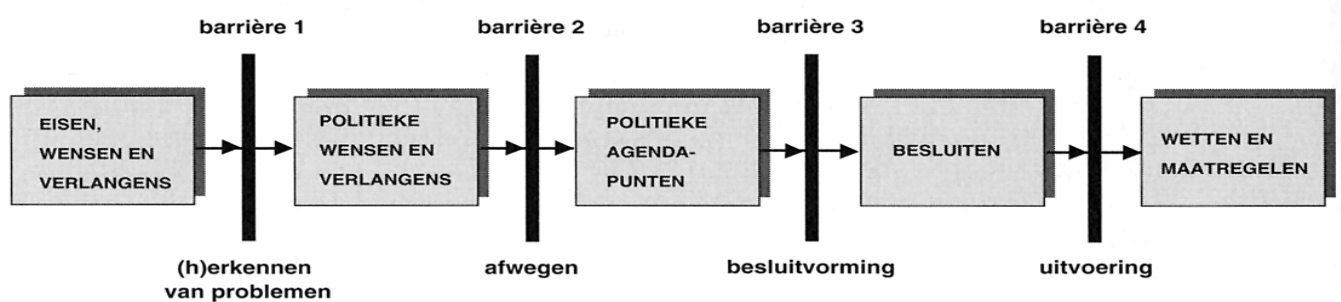 barrière 1
barrière 2
barrière 3
barrière 4
EISEN,
WENSEN EN
VERLANGENS
POLITIEKE
WENSEN EN
VERLANGENS
POLITIEKE
AGENDA-
PUNTEN
BESLUITEN
WETTEN EN
MAATREGELEN
(h)erkennen
van problemen
afwegen
besluitvorming
uitvoering